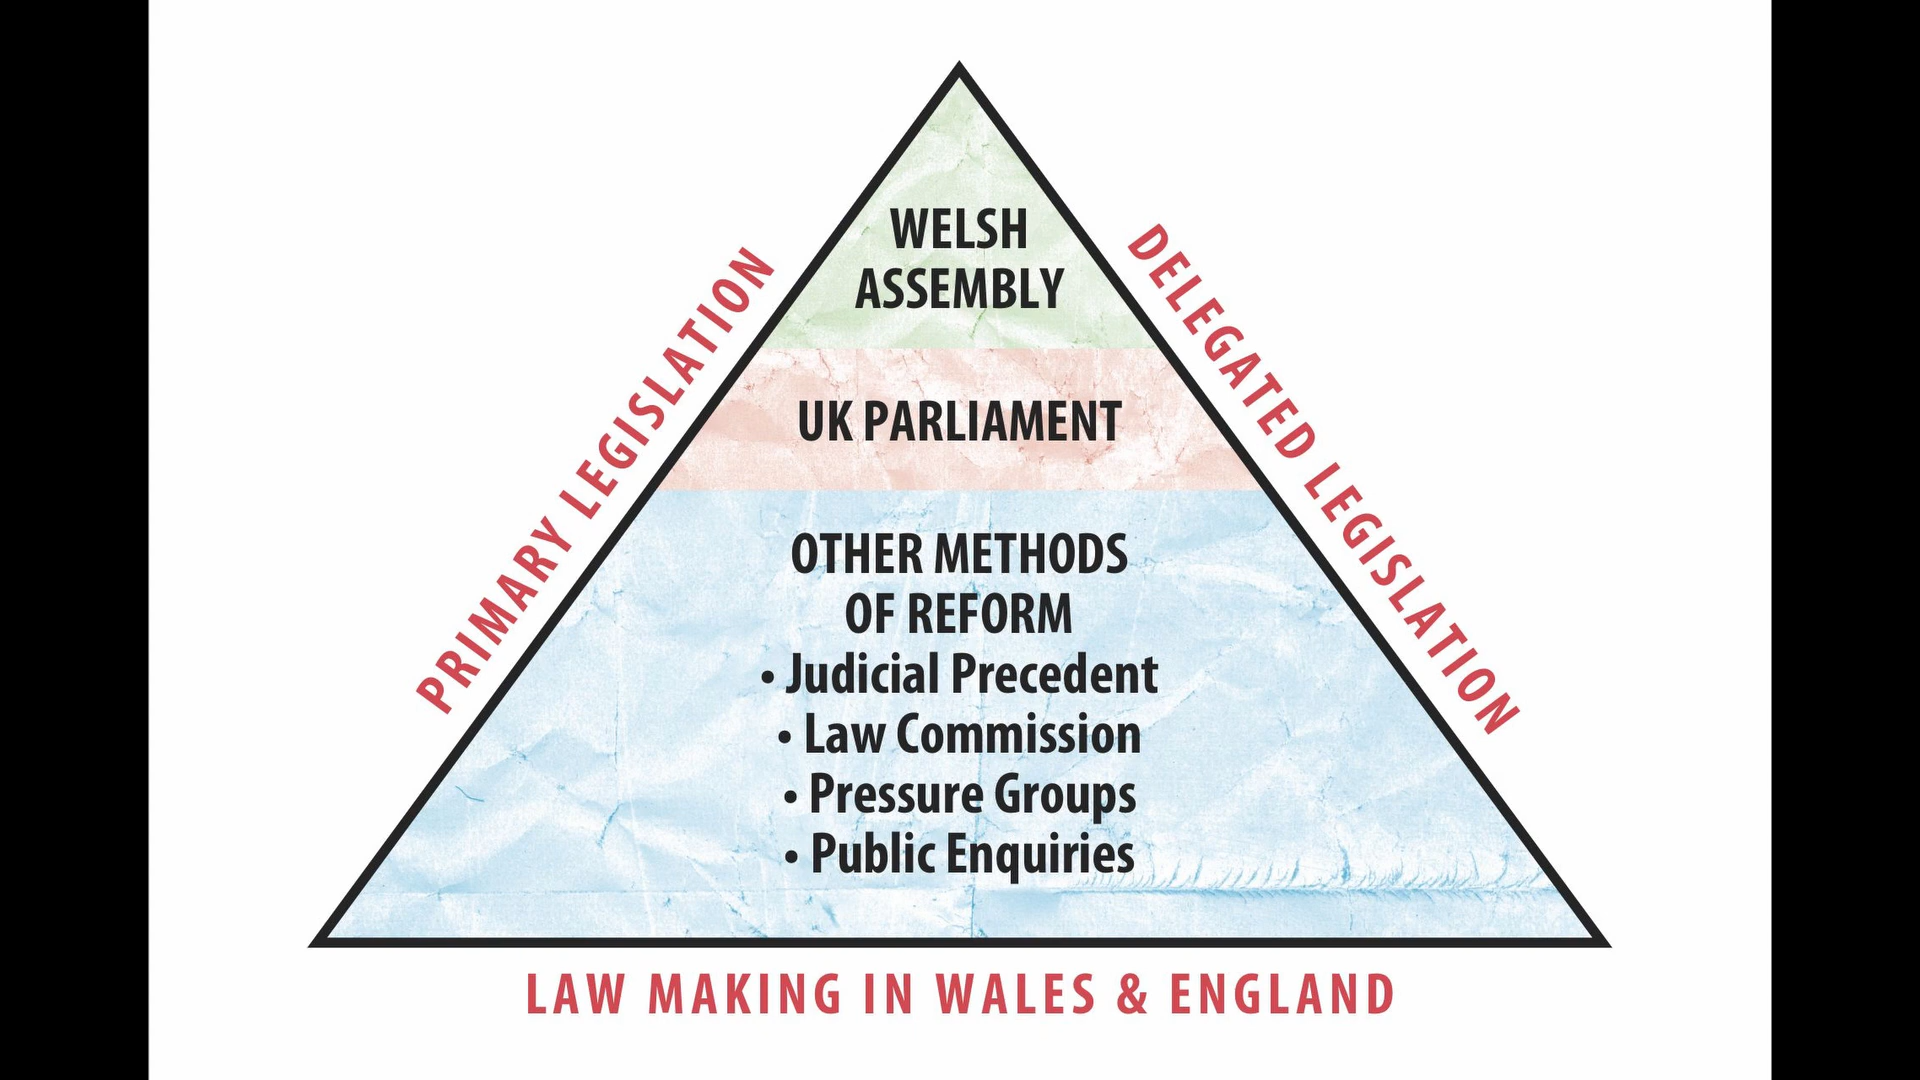 WELSH
ASSEMBLY
UK PARLIAMENT
OTHER METHODS
OF REFORM
• Judicial Precedent
• Law Commission
• Pressure Groups
• Public Enquiries
PRIMARY LEGISLATION
DELEGATED LEGISLATION
LAW MAKING IN WALES & ENGLAND